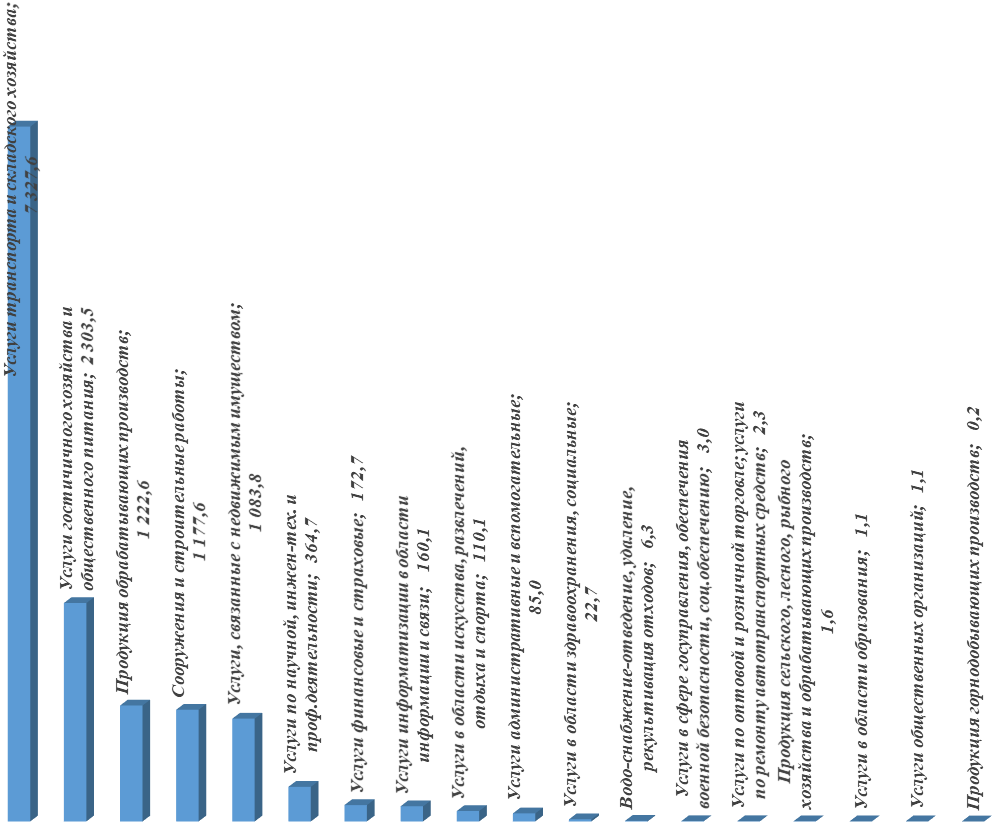 Услуги транспорта и складского хозяйства;
7 327,6
Услуги гостичичного хозяйства и
общественного питания; 2 303,5
Продукция обрабатывающих производств;
1 222,6
Сооружения и строительные работы;
1 177,6
Услуги, связанные с недвижимым имуществом;
1 083,8
Услуги по научной, инжен-тех. и
проф.деятельности; 364,7
Услуги финансовые и страховые; 172,7
Услуги информатизации в области
информации и связи; 160,1
Услуги в области искусства, развлечений,
отдыха и спорта; 110,1
Услуги административные и вспомогательные;
85,0
Услуги в области здравоохранения, социальные;
22,7
Водо-снабжение-отведение, удаление,
рекультивация отходов; 6,3
Услуги в сфере госуправления, обеспечения
военной безопасности, соц.обеспечению; 3,0
Услуги по оптовой и розничной торговле; услуги
по ремонту автотранспортных средств; 2,3
Продукция сельского, лесного, рыбного
хозяйства и обрабатывающих производств;
1,6
Услуги в области образования; 1,1
Услуги общественных организаций; 1,1
Продукция горнодобывающих производств; 0,2